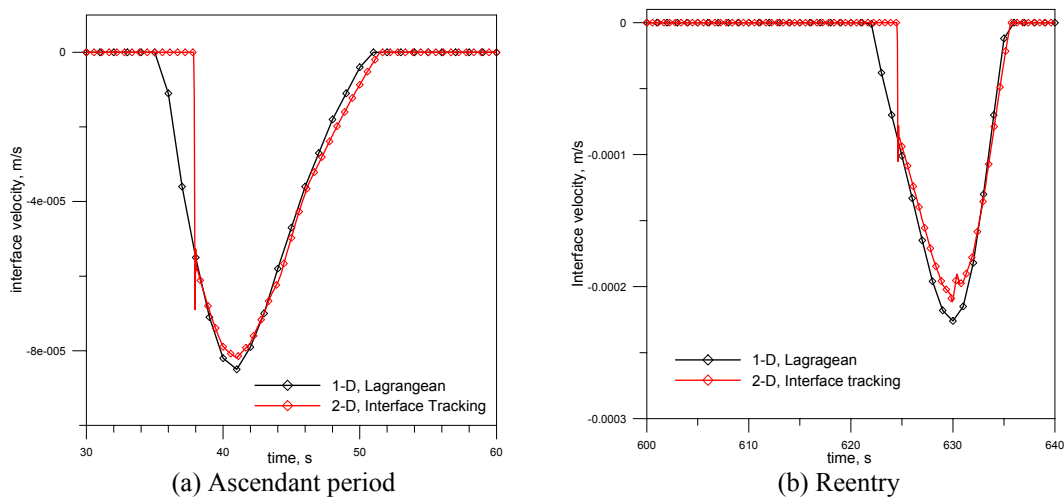 0
-4e-005
-8e-005
interface velocity, m/s
1-D, Lagrangean
2-D, Interface Tracking
30
40
50
60
time, s
(a) Ascendant period
0
-0.0001
-0.0002
-0.0003
Interface velocity, m/s
1-D, Lagragean
2-D, Interface tracking
600
610
620
630
640
time, s
(b) Reentry